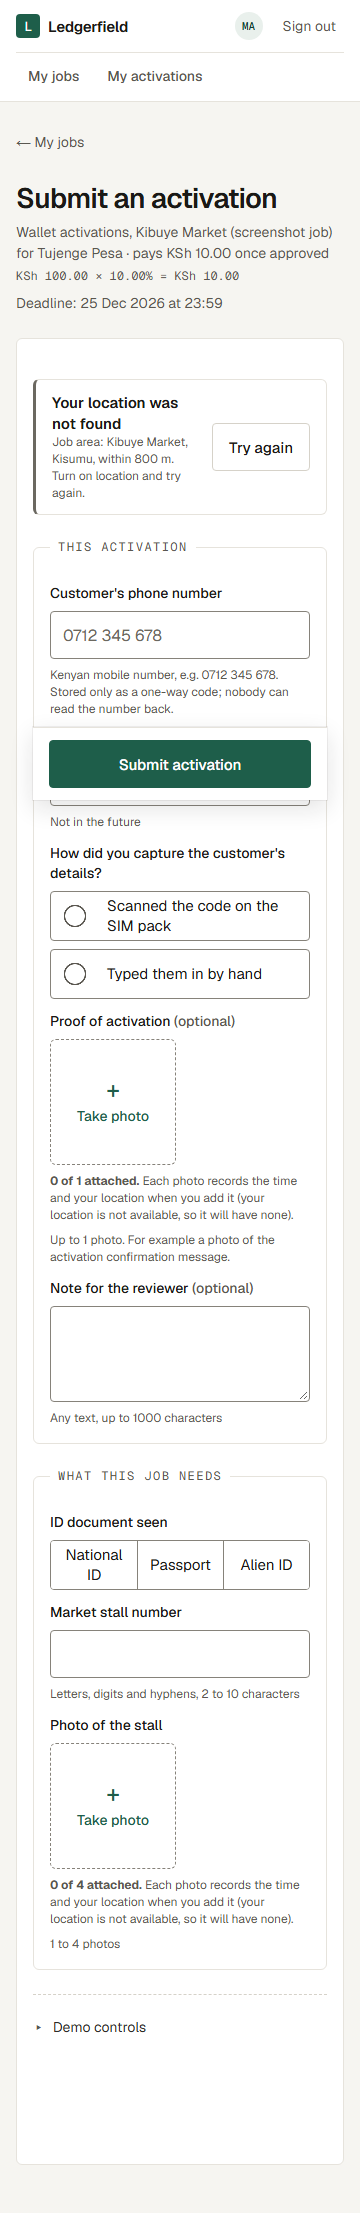 L Ledgerfield MA Sign out
My jobs My activations
← My jobs
Submit an activation
Wallet activations, Kibuye Market (screenshot job)
for Tujenge Pesa · pays KSh 10.00 once approved
KSh 100.00 × 10.00% = KSh 10.00
Deadline: 25 Dec 2026 at 23:59
Your location was
not found
Job area: Kibuye Market,
Kisumu, within 800 m.
Turn on location and try
again.
Try again
THIS ACTIVATION
Customer's phone number
0712 345 678
Kenyan mobile number, e.g. 0712 345 678.
Stored only as a one-way code; nobody can
read the number back.
Submit activation
Not in the future
How did you capture the customer's
details?
Scanned the code on the
SIM pack
Typed them in by hand
Proof of activation (optional)
+
Take photo
0 of 1 attached. Each photo records the time
and your location when you add it (your
location is not available, so it will have none).
Up to 1 photo. For example a photo of the
activation confirmation message.
Note for the reviewer (optional)
Any text, up to 1000 characters
WHAT THIS JOB NEEDS
ID document seen
National
ID
Passport
Alien ID
Market stall number
Letters, digits and hyphens, 2 to 10 characters
Photo of the stall
+
Take photo
0 of 4 attached. Each photo records the time
and your location when you add it (your
location is not available, so it will have none).
1 to 4 photos
▸ Demo controls